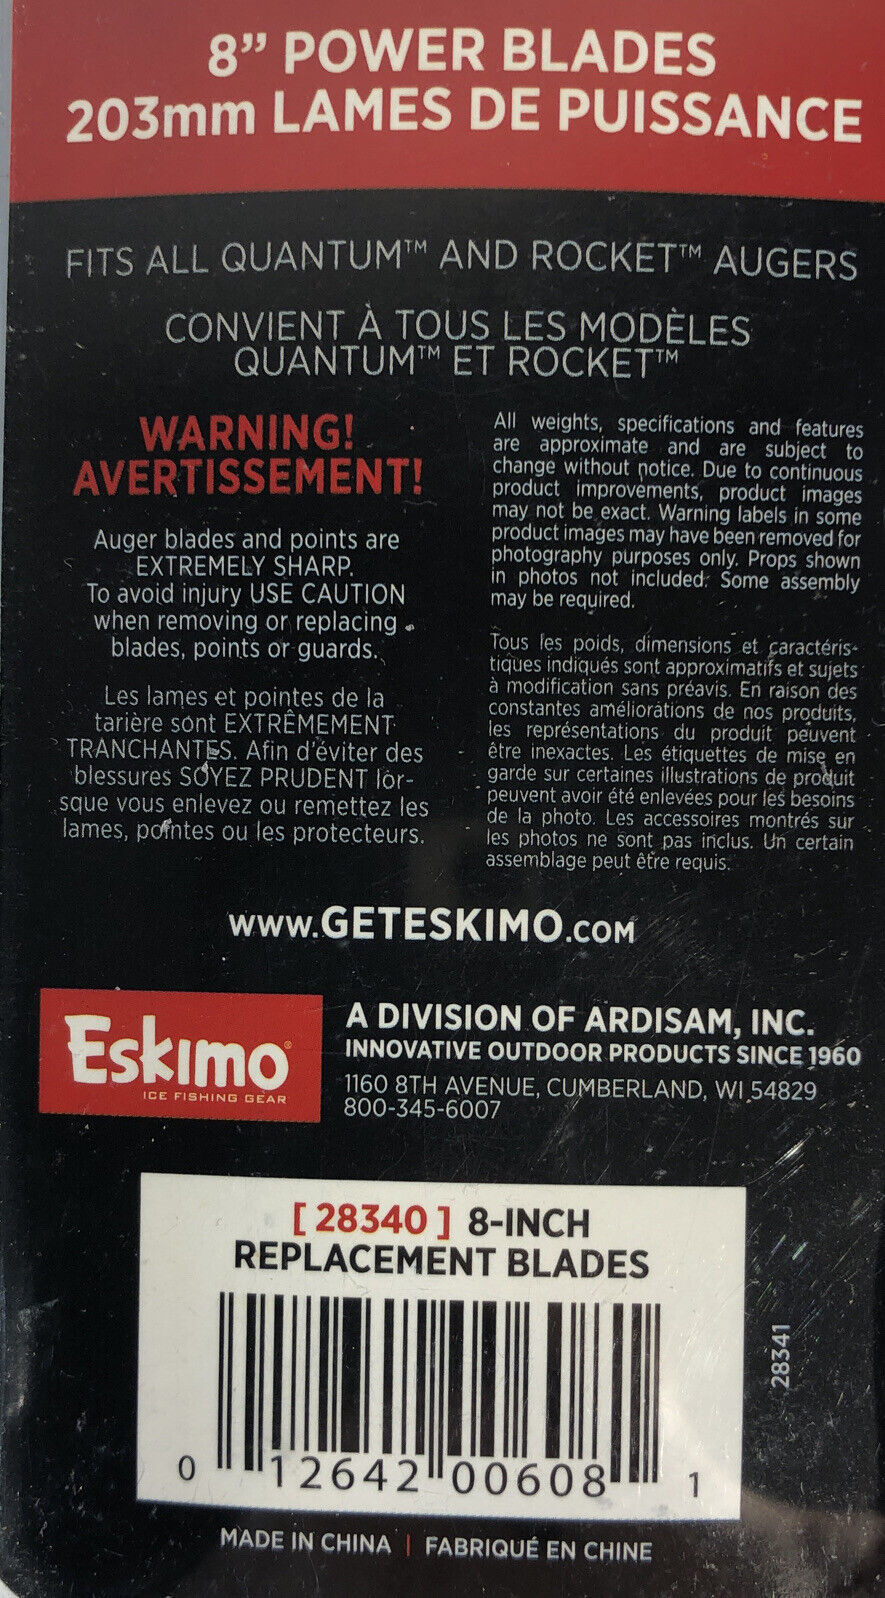 8” POWER BLADES
203mm LAMES DE PUISSANCE
FITS ALL QUANTUM™ AND ROCKET™ AUGERS
CONVIENT À TOUS LES MODÈLES
QUANTUM™ ET ROCKET™
WARNING!
AVERTISSEMENT!
Auger blades and points are
EXTREMELY SHARP.
To avoid injury USE CAUTION
when removing or replacing
blades, points or guards.
Les lames et pointes de la
tarière sont EXTRÊMEMENT
TRANCHANTES. Afin d'éviter des
blessures SOYEZ PRUDENT lor-
sque vous enlevez ou remettez les
lames, pointes ou les protecteurs.
All weights, specifications and features
are approximate and are subject to
change without notice. Due to continuous
product improvements, product images
may not be exact. Warning labels in some
product images may have been removed for
photography purposes only. Props shown
in photos not included. Some assembly
may be required.
Tous les poids, dimensions et caractéris-
tiques indiqués sont approximatifs et sujets
à modification sans préavis. En raison des
constantes améliorations de nos produits,
les représentations du produit peuvent
être inexactes. Les étiquettes de mise en
garde sur certaines illustrations de produit
peuvent avoir été enlevées pour les besoins
de la photo. Les accessoires montrés sur
les photos ne sont pas inclus. Un certain
assemblage peut être requis.
www.GETESKIMO.COM
Eskimo®
ICE FISHING GEAR
A DIVISION OF ARDISAM, INC.
INNOVATIVE OUTDOOR PRODUCTS SINCE 1960
1160 8TH AVENUE, CUMBERLAND, WI 54829
800-345-6007
[ 28340 ] 8-INCH
REPLACEMENT BLADES
0 12642 00608 1
28341
MADE IN CHINA | FABRIQUÉ EN CHINE